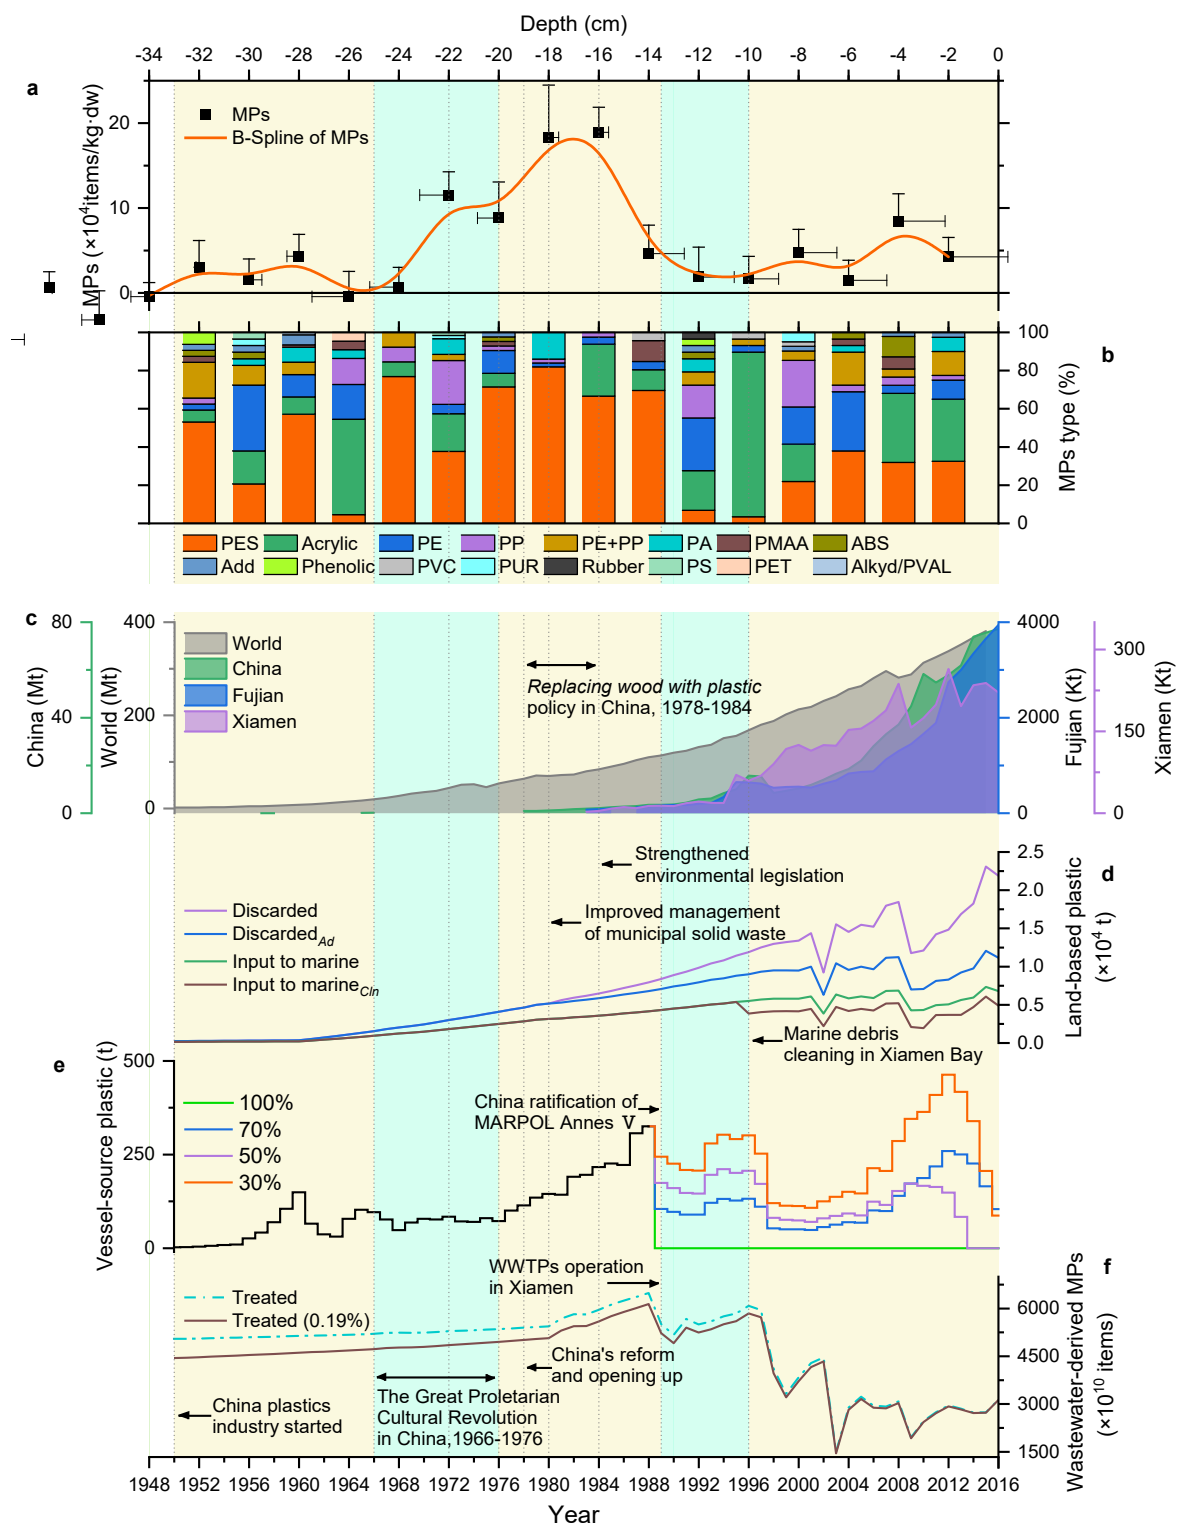 Depth (cm)
-34 -32 -30 -28 -26 -24 -22 -20 -18 -16 -14 -12 -10 -8 -6 -4 -2 0
a
MPs (×10⁴items/kg·dw)
20
10
0
MPs
B-Spline of MPs
b
MPs type (%)
100
80
60
40
20
0
PES Acrylic PE PP PE+PP PA PMAA ABS
Add Phenolic PVC PUR Rubber PS PET Alkyd/PVAL
c
China (Mt)
80
40
0
World (Mt)
400
200
0
World
China
Fujian
Xiamen
Replacing wood with plastic
policy in China, 1978-1984
Fujian (Kt)
4000
2000
0
Xiamen (Kt)
300
150
0
d
Land-based plastic
(×10⁴ t)
2.5
2.0
1.5
1.0
0.5
0.0
Strengthened
environmental legislation
Improved management
of municipal solid waste
Discarded
Discarded_Ad
Input to marine
Input to marine_Cln
Marine debris
cleaning in Xiamen Bay
e
Vessel-source plastic (t)
500
250
0
100%
70%
50%
30%
China ratification of
MARPOL Annes V
f
Wastewater-derived MPs
(×10¹⁰ items)
6000
4500
3000
1500
WWTPs operation
in Xiamen
Treated
Treated (0.19%)
China's reform
and opening up
The Great Proletarian
Cultural Revolution
in China,1966-1976
China plastics
industry started
1948 1952 1956 1960 1964 1968 1972 1976 1980 1984 1988 1992 1996 2000 2004 2008 2012 2016
Year